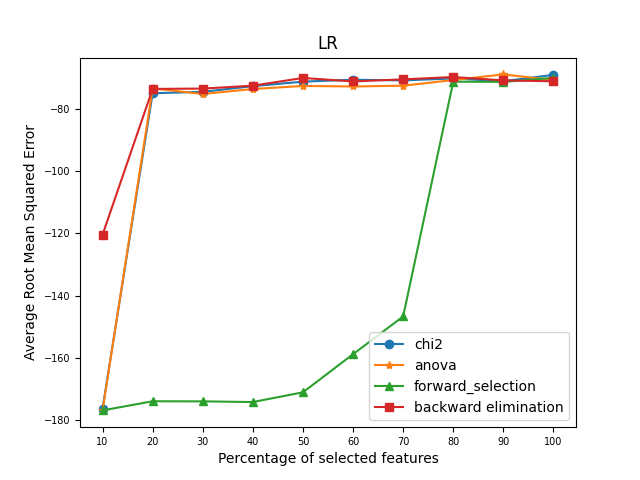 LR
Average Root Mean Squared Error
−80
−100
−120
−140
−160
−180
10 20 30 40 50 60 70 80 90 100
Percentage of selected features
chi2
anova
forward_selection
backward elimination